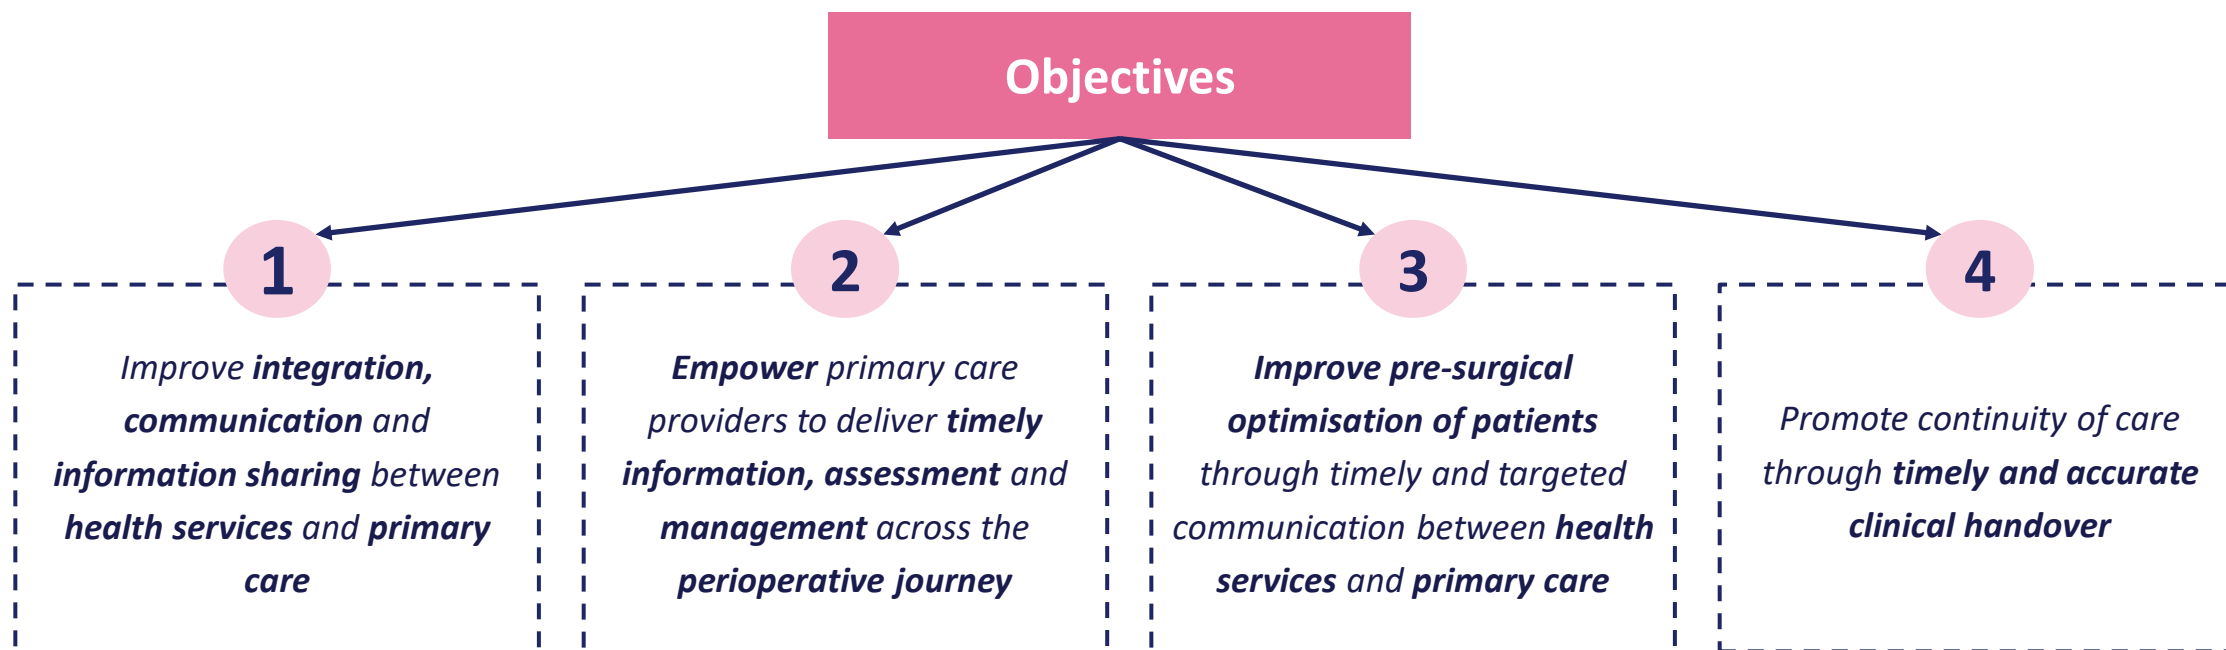 Objectives
1
Improve integration,
communication and
information sharing between
health services and primary
care
2
Empower primary care
providers to deliver timely
information, assessment and
management across the
perioperative journey
3
Improve pre-surgical
optimisation of patients
through timely and targeted
communication between health
services and primary care
4
Promote continuity of care
through timely and accurate
clinical handover